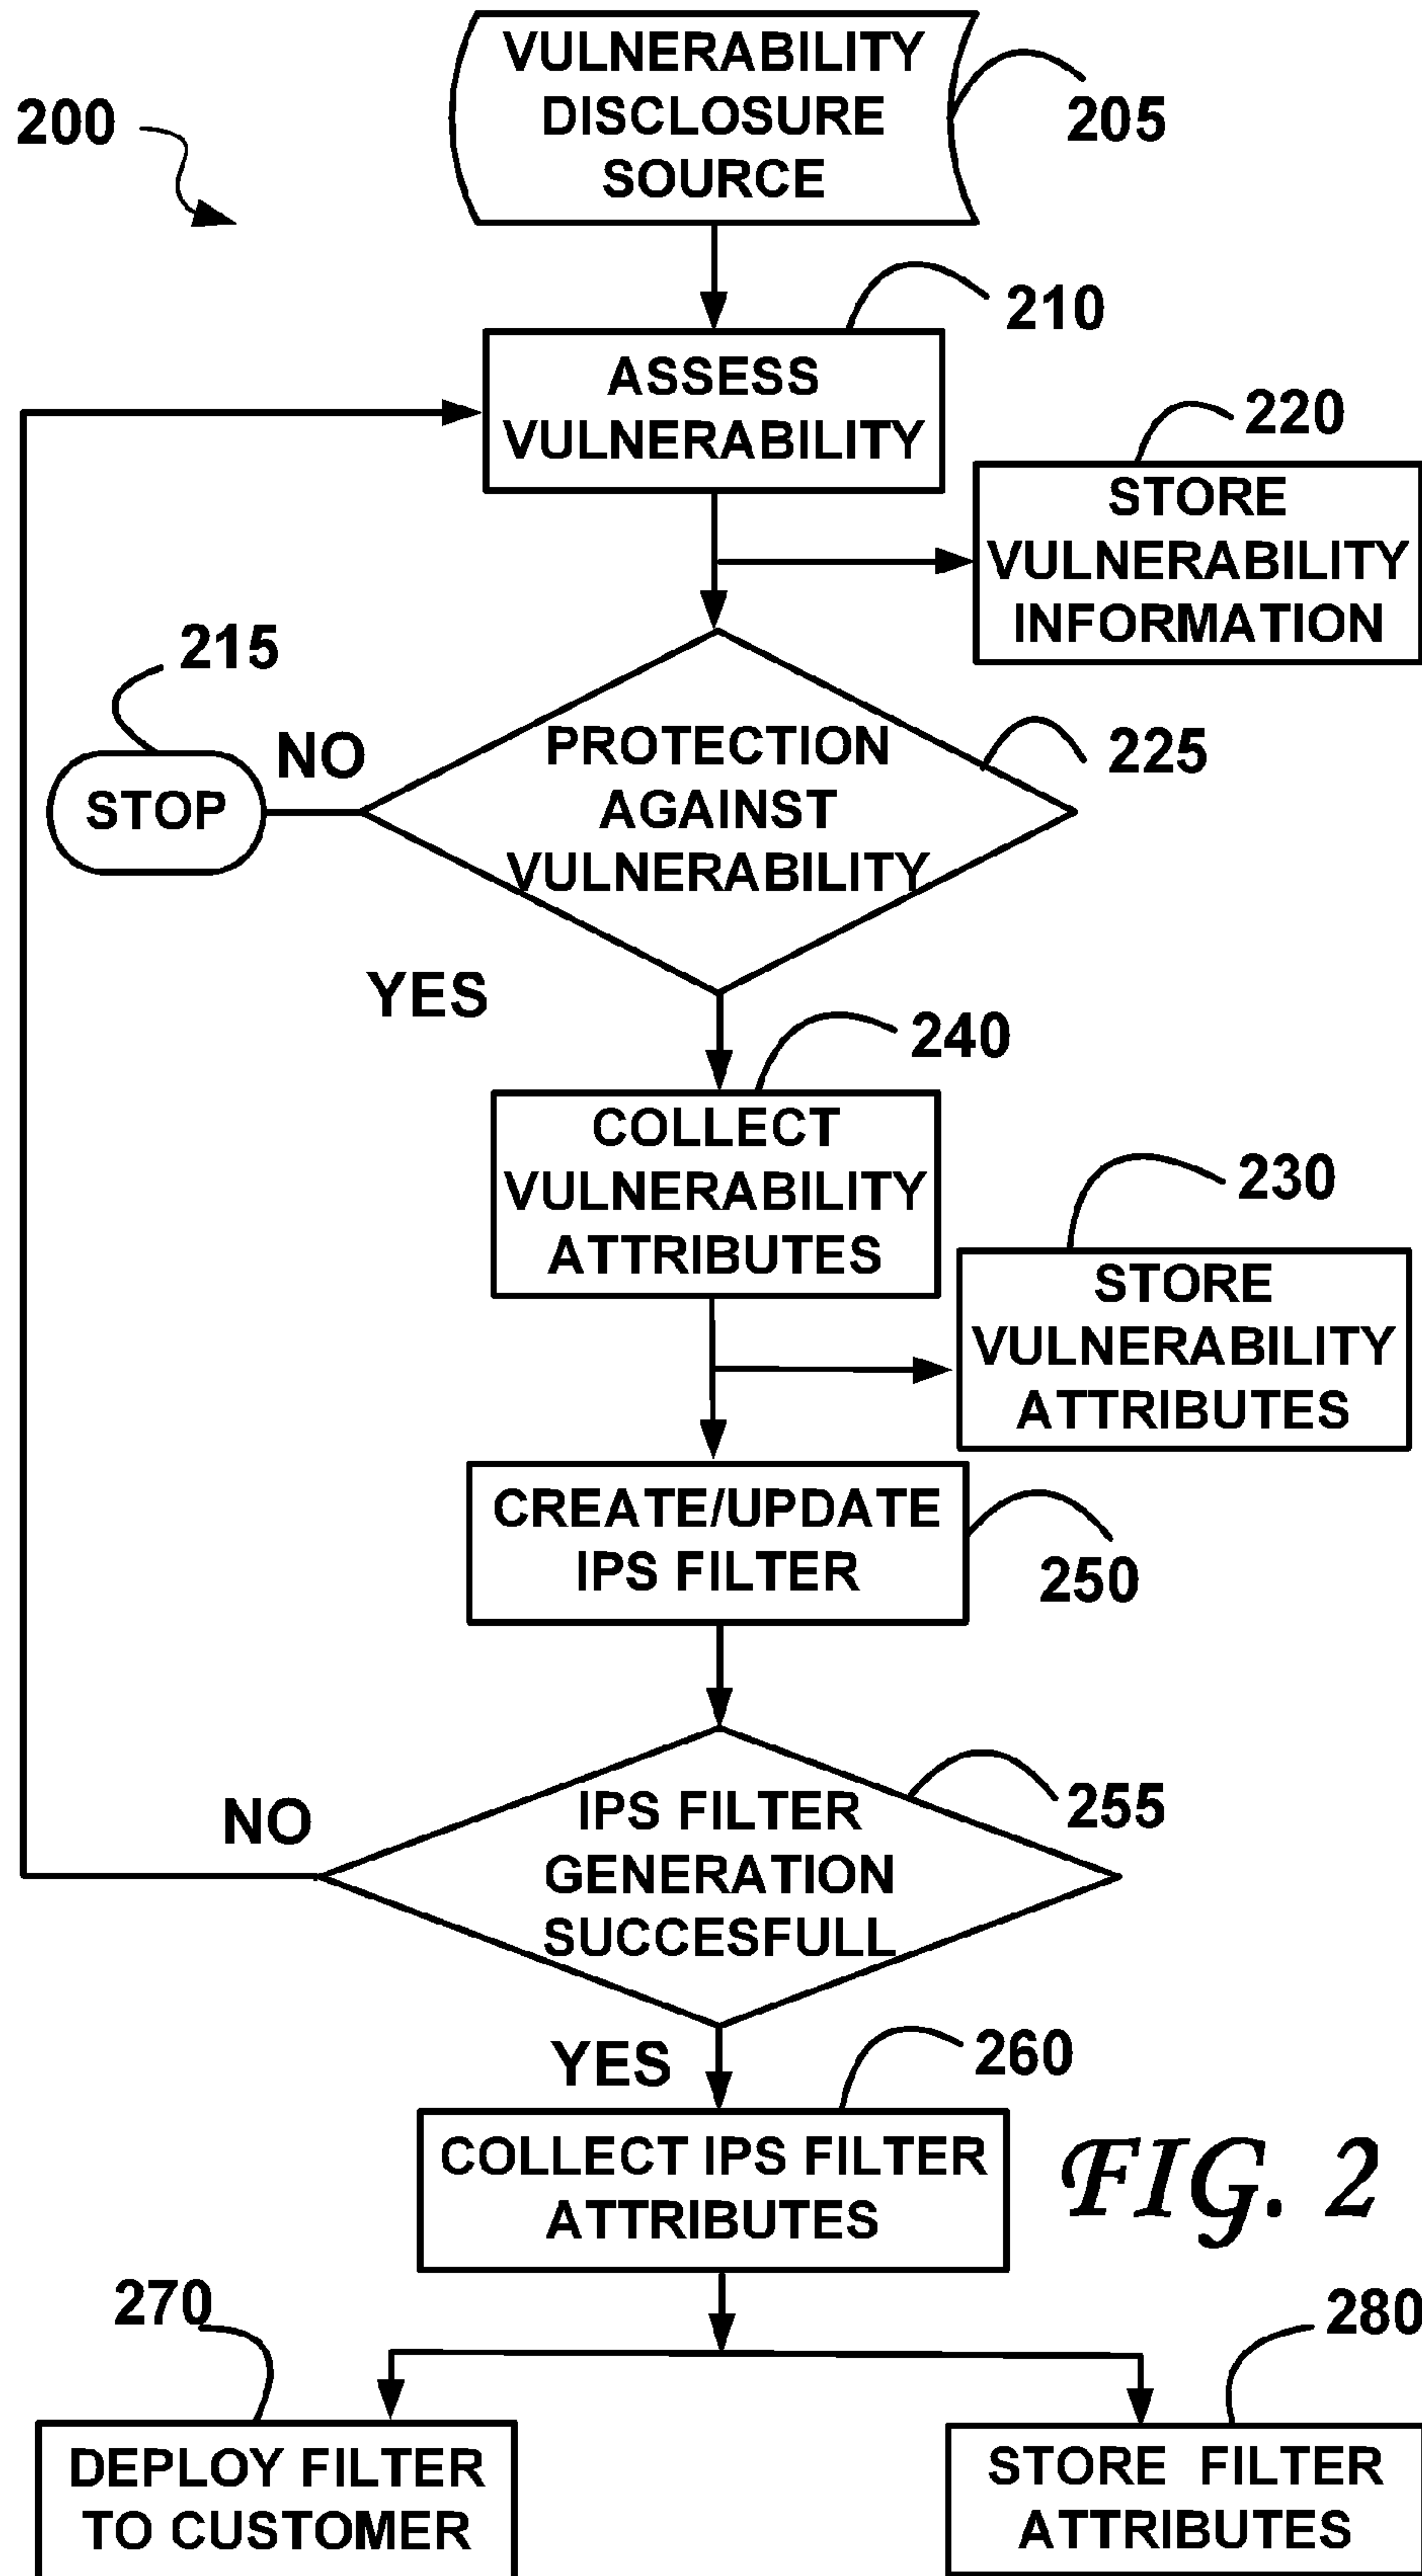 VULNERABILITY
DISCLOSURE
SOURCE
205
200
210
ASSESS
VULNERABILITY
220
STORE
VULNERABILITY
INFORMATION
215
NO
STOP
PROTECTION
AGAINST
VULNERABILITY
225
YES
240
COLLECT
VULNERABILITY
ATTRIBUTES
230
STORE
VULNERABILITY
ATTRIBUTES
CREATE/UPDATE
IPS FILTER
250
NO
IPS FILTER
GENERATION
SUCCESFULL
255
YES
260
COLLECT IPS FILTER
ATTRIBUTES
FIG. 2
270
280
DEPLOY FILTER
TO CUSTOMER
STORE FILTER
ATTRIBUTES